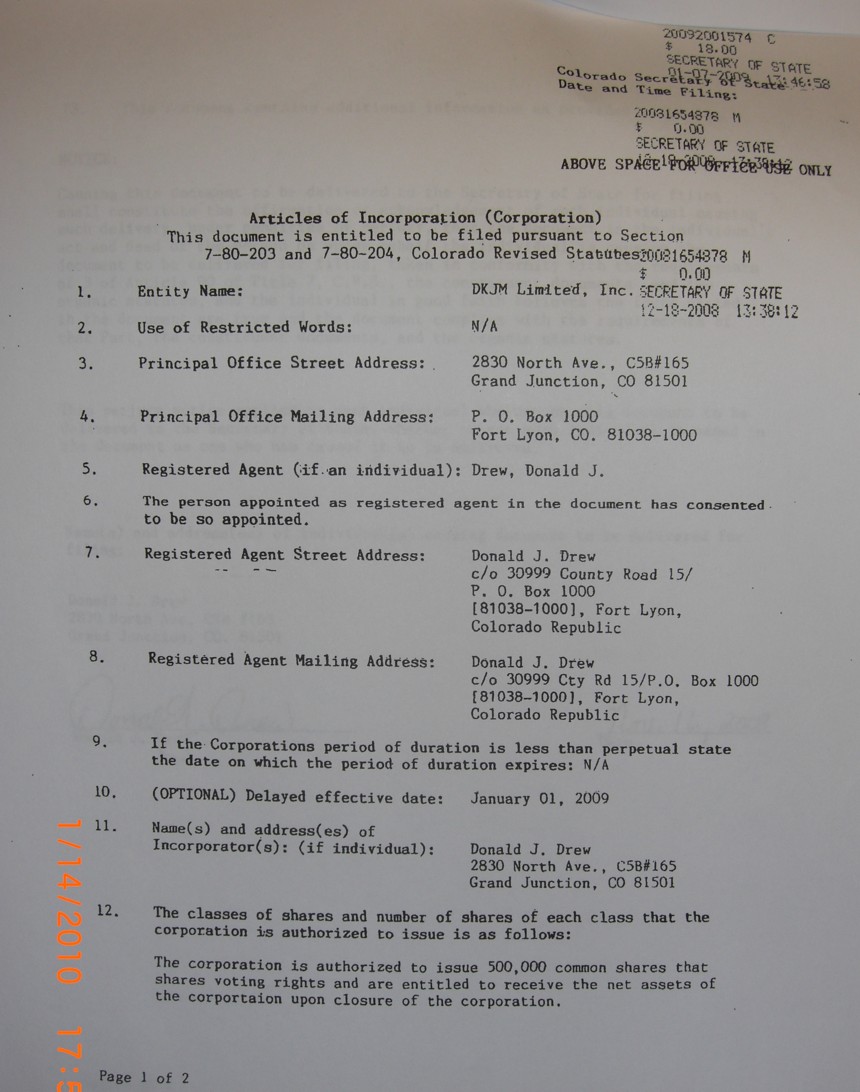 20092001574 C
$ 18.00
SECRETARY OF STATE
01-07-2009 13:46:58
Colorado Secretary of State
Date and Time Filing:
20081654878 M
$ 0.00
SECRETARY OF STATE
12-18-2008 13:38:12
ABOVE SPACE FOR OFFICE USE ONLY
Articles of Incorporation (Corporation)
This document is entitled to be filed pursuant to Section
7-80-203 and 7-80-204, Colorado Revised Statutes
20081654878 M
$ 0.00
SECRETARY OF STATE
12-18-2008 13:38:12
1. Entity Name: DKJM Limited, Inc.
2. Use of Restricted Words: N/A
3. Principal Office Street Address: 2830 North Ave., C5B#165
Grand Junction, CO 81501
4. Principal Office Mailing Address: P. O. Box 1000
Fort Lyon, CO. 81038-1000
5. Registered Agent (if an individual): Drew, Donald J.
6. The person appointed as registered agent in the document has consented
to be so appointed.
7. Registered Agent Street Address: Donald J. Drew
c/o 30999 County Road 15/
P. O. Box 1000
[81038-1000], Fort Lyon,
Colorado Republic
8. Registered Agent Mailing Address: Donald J. Drew
c/o 30999 Cty Rd 15/P.O. Box 1000
[81038-1000], Fort Lyon,
Colorado Republic
9. If the Corporations period of duration is less than perpetual state
the date on which the period of duration expires: N/A
10. (OPTIONAL) Delayed effective date: January 01, 2009
11. Name(s) and address(es) of
Incorporator(s): (if individual): Donald J. Drew
2830 North Ave., C5B#165
Grand Junction, CO 81501
12. The classes of shares and number of shares of each class that the
corporation is authorized to issue is as follows:
The corporation is authorized to issue 500,000 common shares that
shares voting rights and are entitled to receive the net assets of
the corportaion upon closure of the corporation.
Page 1 of 2
1/14/2010 17:5